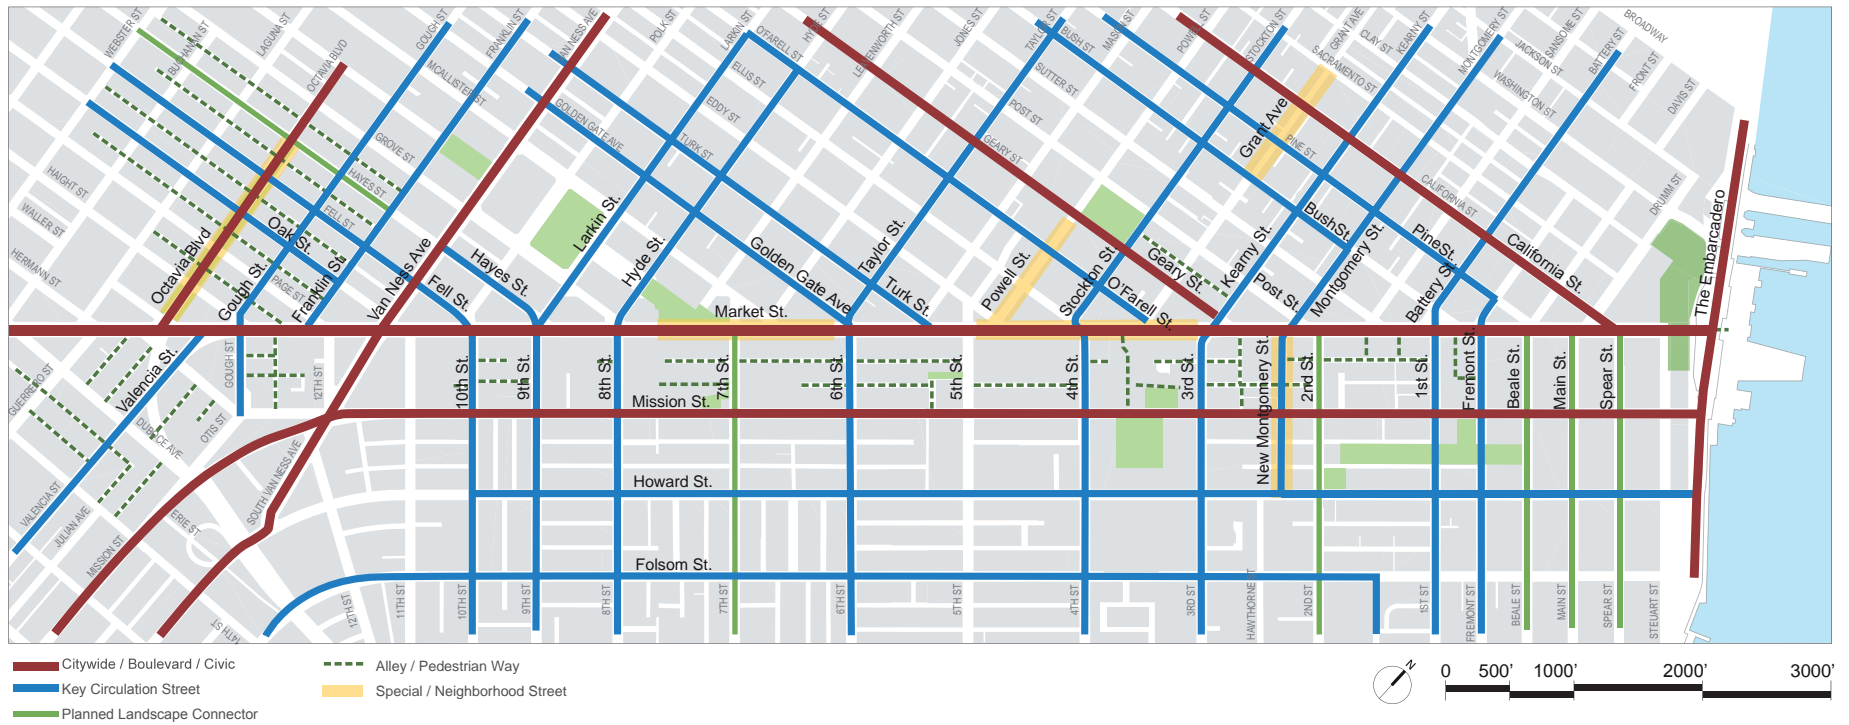 WEBSTER ST
BUCHANAN ST
LAGUNA ST
OCTAVIA BLVD
GOUGH ST
FRANKLIN ST
VAN NESS AVE
POLK ST
LARKIN ST
O'FARELL ST
HYDE ST
LEAVENWORTH ST
JONES ST
TAYLOR ST
BUSH ST
MASON ST
POWELL ST
STOCKTON ST
GRANT AVE
CLAY ST
KEARNY ST
MONTGOMERY ST
JACKSON ST
SANSOME ST
BATTERY ST
BROADWAY
FRONT ST
DAVIS ST
MCALLISTER ST
ELLIS ST
EDDY ST
SUTTER ST
POST ST
SACRAMENTO ST
WASHINGTON ST
GOLDEN GATE AVE
TURK ST
GEARY ST
PINE ST
GROVE ST
HAYES ST
FELL ST
PAGE ST
HAIGHT ST
WALLER ST
HERMANN ST
CALIFORNIA ST
DRUMM ST
Octavia Blvd
Oak St.
Gough St.
Franklin St.
Van Ness Ave
Hayes St.
Fell St.
Larkin St.
Hyde St.
Golden Gate Ave
Taylor St.
Turk St.
Powell St.
Stockton St.
O'Farell St.
Geary St.
Grant Ave
Kearny St.
Post St.
Bush St.
Montgomery St.
Pine St.
Battery St.
California St.
The Embarcadero
Market St.
GUERRERO ST
Valencia St.
GOUGH ST
12TH ST
DUBOCE AVE
OTIS ST
10th St.
9th St.
8th St.
7th St.
6th St.
5th St.
4th St.
3rd St.
New Montgomery St.
2nd St.
1st St.
Fremont St.
Beale St.
Main St.
Spear St.
Mission St.
Howard St.
Folsom St.
VALENCIA ST
JULIAN AVE
MISSION ST
ERIE ST
SOUTH VAN NESS AVE
14TH ST
12TH ST
11TH ST
10TH ST
9TH ST
8TH ST
7TH ST
6TH ST
5TH ST
4TH ST
3RD ST
HAWTHORNE ST
2ND ST
1ST ST
FREMONT ST
BEALE ST
MAIN ST
SPEAR ST
STEUART ST
Citywide / Boulevard / Civic
Key Circulation Street
Planned Landscape Connector
Alley / Pedestrian Way
Special / Neighborhood Street
N
0 500' 1000' 2000' 3000'